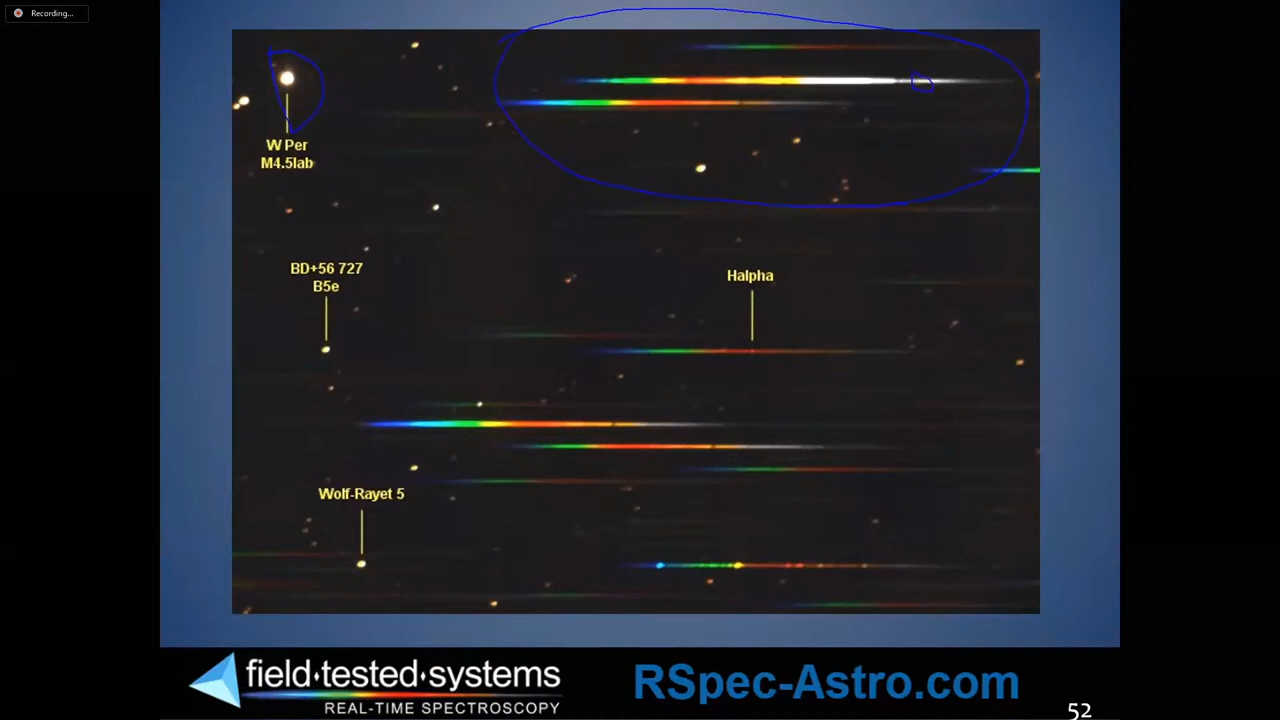 Recording...
W Per
M4.5Iab
BD+56 727
B5e
Halpha
Wolf-Rayet 5
field·tested·systems
REAL-TIME SPECTROSCOPY
RSpec-Astro.com
52